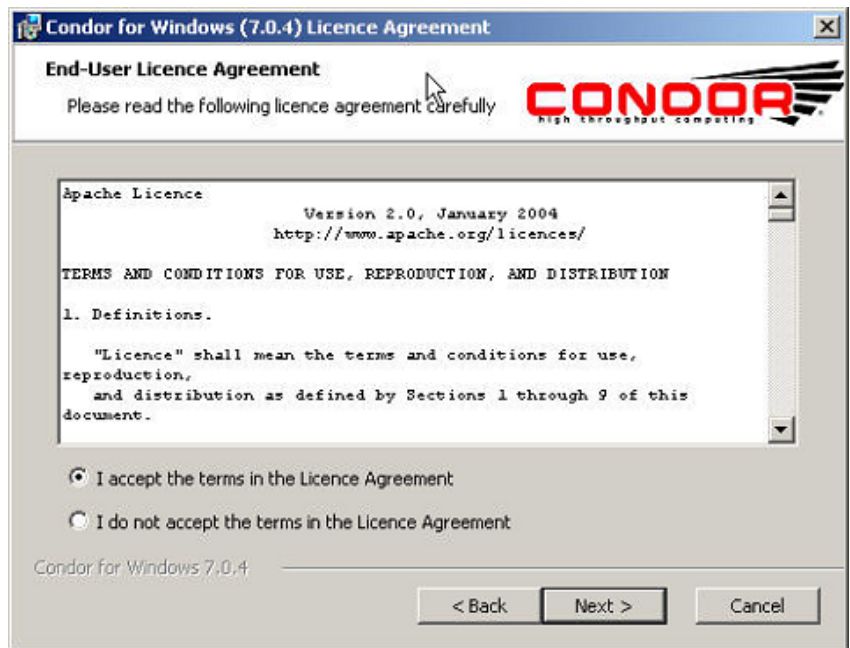 Condor for Windows (7.0.4) Licence Agreement
End-User Licence Agreement
Please read the following licence agreement carefully
CONDOR
high throughput computing
Apache Licence
Version 2.0, January 2004
http://www.apache.org/licences/
TERMS AND CONDITIONS FOR USE, REPRODUCTION, AND DISTRIBUTION
1. Definitions.
"Licence" shall mean the terms and conditions for use,
reproduction,
and distribution as defined by Sections 1 through 9 of this
document.
I accept the terms in the Licence Agreement
I do not accept the terms in the Licence Agreement
Condor for Windows 7.0.4
< Back
Next >
Cancel